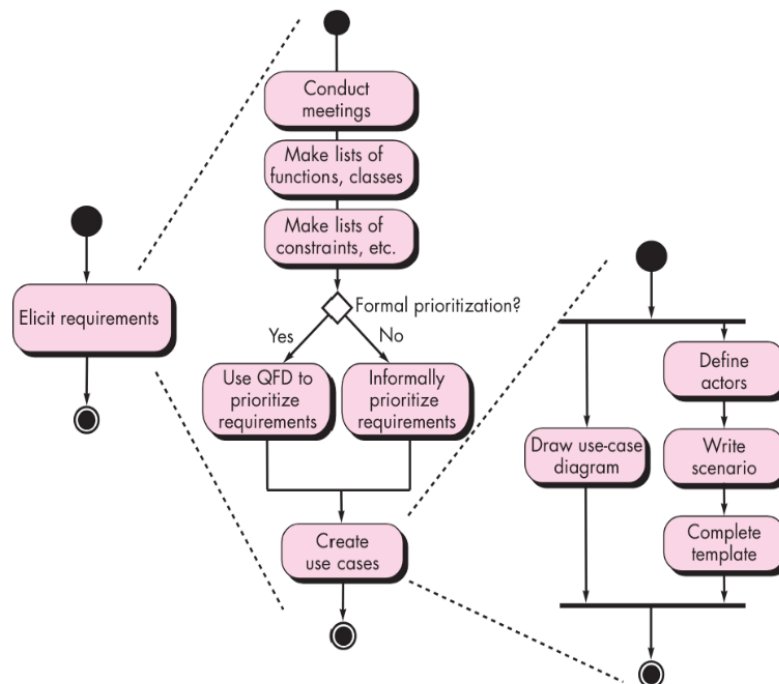 Elicit requirements
Conduct
meetings
Make lists of
functions, classes
Make lists of
constraints, etc.
Formal prioritization?
Yes
No
Use QFD to
prioritize
requirements
Informally
prioritize
requirements
Create
use cases
Draw use-case
diagram
Define
actors
Write
scenario
Complete
template